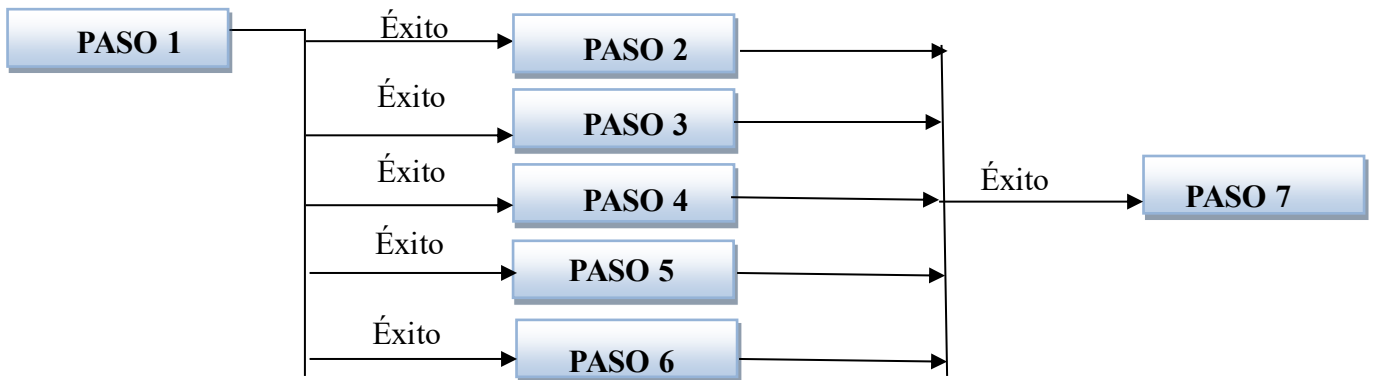 PASO 1
Éxito
PASO 2
Éxito
PASO 3
Éxito
PASO 4
Éxito
PASO 7
Éxito
PASO 5
Éxito
PASO 6